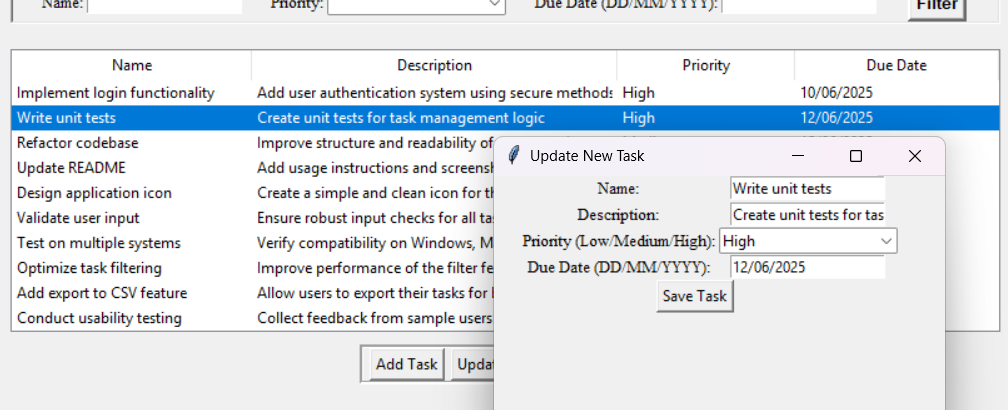 Name: Priority: Due Date (DD/MM/YYYY): Filter
Name Description Priority Due Date
Implement login functionality Add user authentication system using secure methods High 10/06/2025
Write unit tests Create unit tests for task management logic High 12/06/2025
Refactor codebase Improve structure and readability of
Update README Add usage instructions and
Design application icon Create a simple and clean icon for
Validate user input Ensure robust input checks for all
Test on multiple systems Verify compatibility on Windows,
Optimize task filtering Improve performance of the filter
Add export to CSV feature Allow users to export their tasks for
Conduct usability testing Collect feedback from sample users
Add Task
Update New Task
Name: Write unit tests
Description: Create unit tests for tas
Priority (Low/Medium/High): High
Due Date (DD/MM/YYYY): 12/06/2025
Save Task